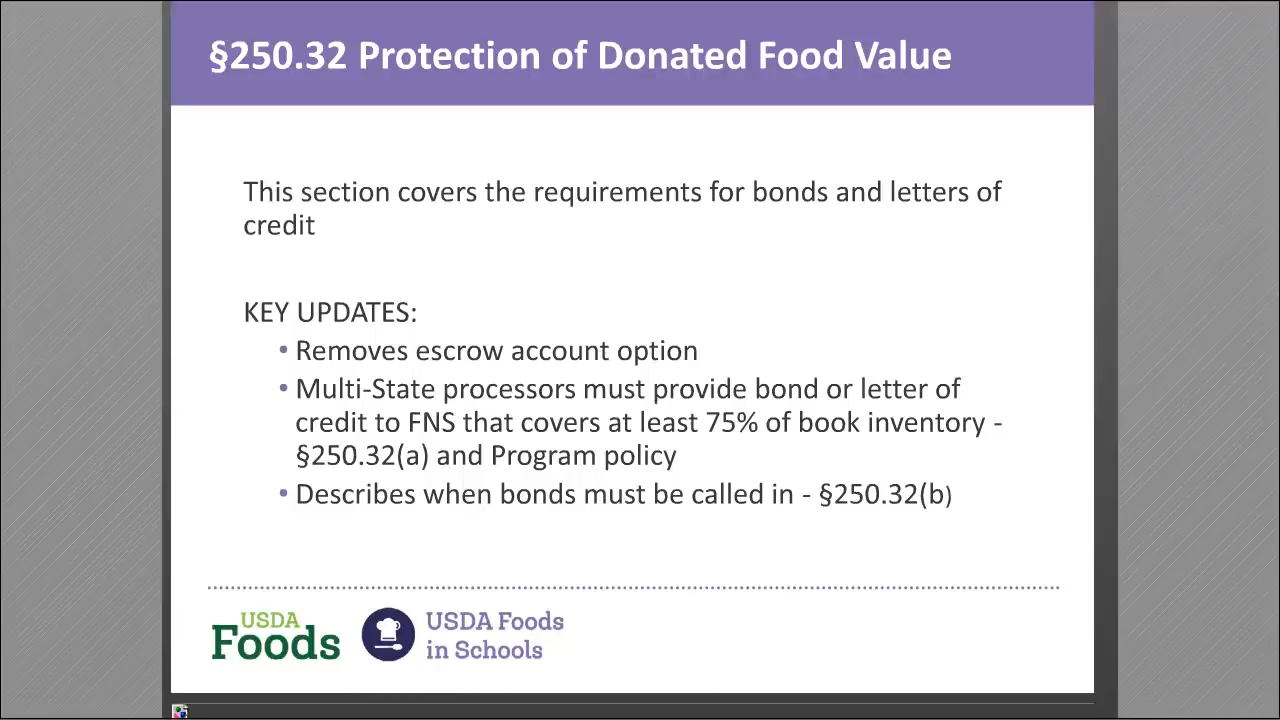 §250.32 Protection of Donated Food Value
This section covers the requirements for bonds and letters of
credit
KEY UPDATES:
• Removes escrow account option
• Multi-State processors must provide bond or letter of
credit to FNS that covers at least 75% of book inventory -
§250.32(a) and Program policy
• Describes when bonds must be called in - §250.32(b)
USDA
Foods
USDA Foods
in Schools